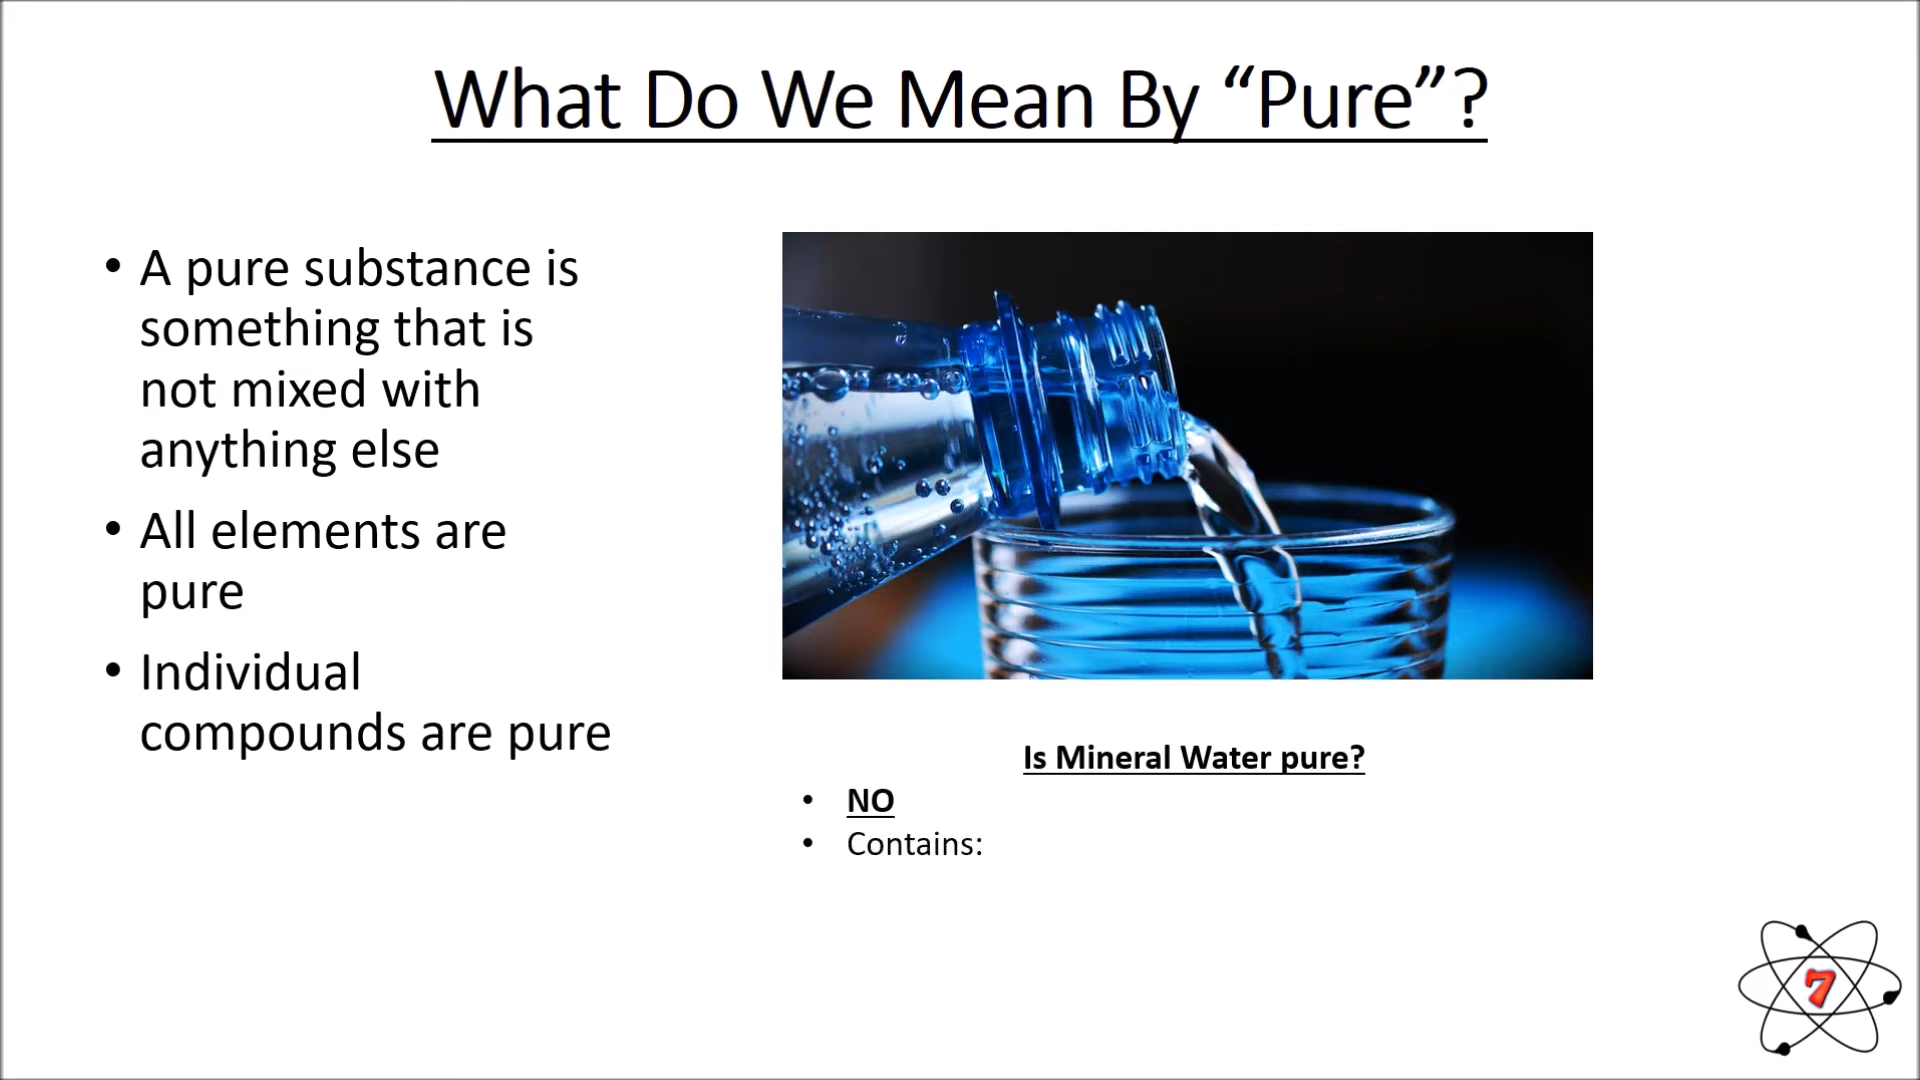 What Do We Mean By “Pure”?
• A pure substance is
something that is
not mixed with
anything else
• All elements are
pure
• Individual
compounds are pure
Is Mineral Water pure?
• NO
• Contains:
7